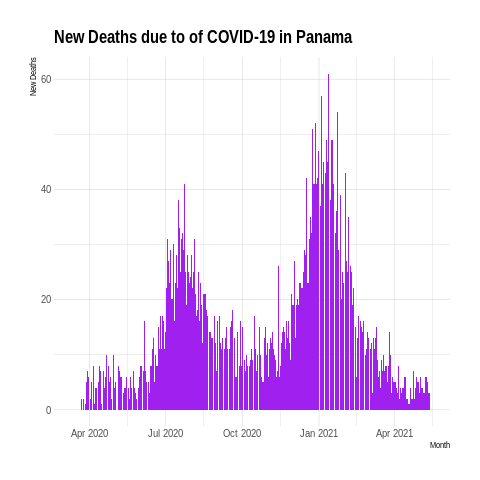 New Deaths due to of COVID-19 in Panama
New Deaths
60
40
20
0
Apr 2020 Jul 2020 Oct 2020 Jan 2021 Apr 2021
Month